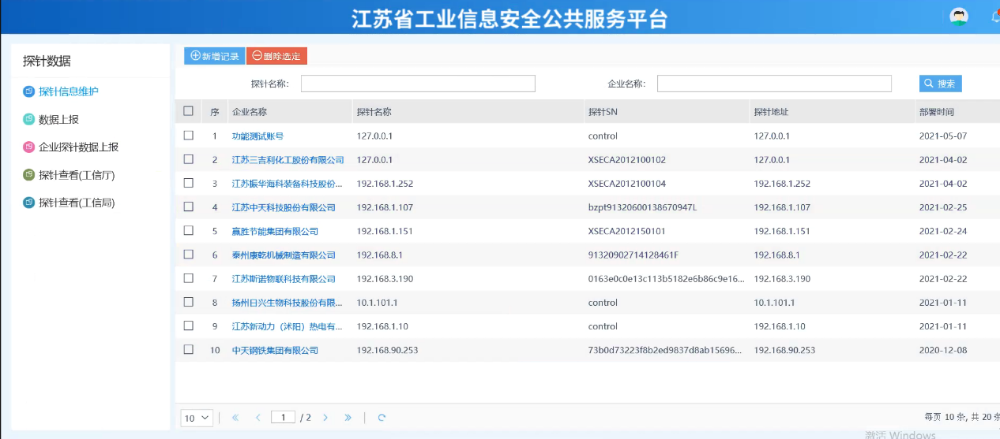 江苏省工业信息安全公共服务平台
探针数据
探针信息维护
数据上报
企业探针数据上报
探针查看(工信厅)
探针查看(工信局)
新增记录 删除选定
探针名称: 企业名称: 搜索
序 企业名称 探针名称 探针SN 探针地址 部署时间
1 功能测试账号 127.0.0.1 control 127.0.0.1 2021-05-07
2 江苏三吉利化工股份有限公司 127.0.0.1 XSECA2012100102 127.0.0.1 2021-04-02
3 江苏振华海科装备科技股份... 192.168.1.252 XSECA2012100104 192.168.1.252 2021-04-02
4 江苏中天科技股份有限公司 192.168.1.107 bzpt91320600138670947L 192.168.1.107 2021-02-25
5 赢胜节能集团有限公司 192.168.1.151 XSECA2012150101 192.168.1.151 2021-02-24
6 泰州康乾机械制造有限公司 192.168.8.1 91320902714128461F 192.168.8.1 2021-02-22
7 江苏斯诺物联科技有限公司 192.168.3.190 0163e0c0e13c113b5182e6b86c9e16... 192.168.3.190 2021-02-22
8 扬州日兴生物科技股份有限... 10.1.101.1 control 10.1.101.1 2021-01-11
9 江苏新动力（沭阳）热电有... 192.168.1.10 control 192.168.1.10 2021-01-11
10 中天钢铁集团有限公司 192.168.90.253 73b0d73223f8b2ed9837d8ab15696... 192.168.90.253 2020-12-08
10 1 / 2 每页 10 条, 共 20 条
激活 Windows